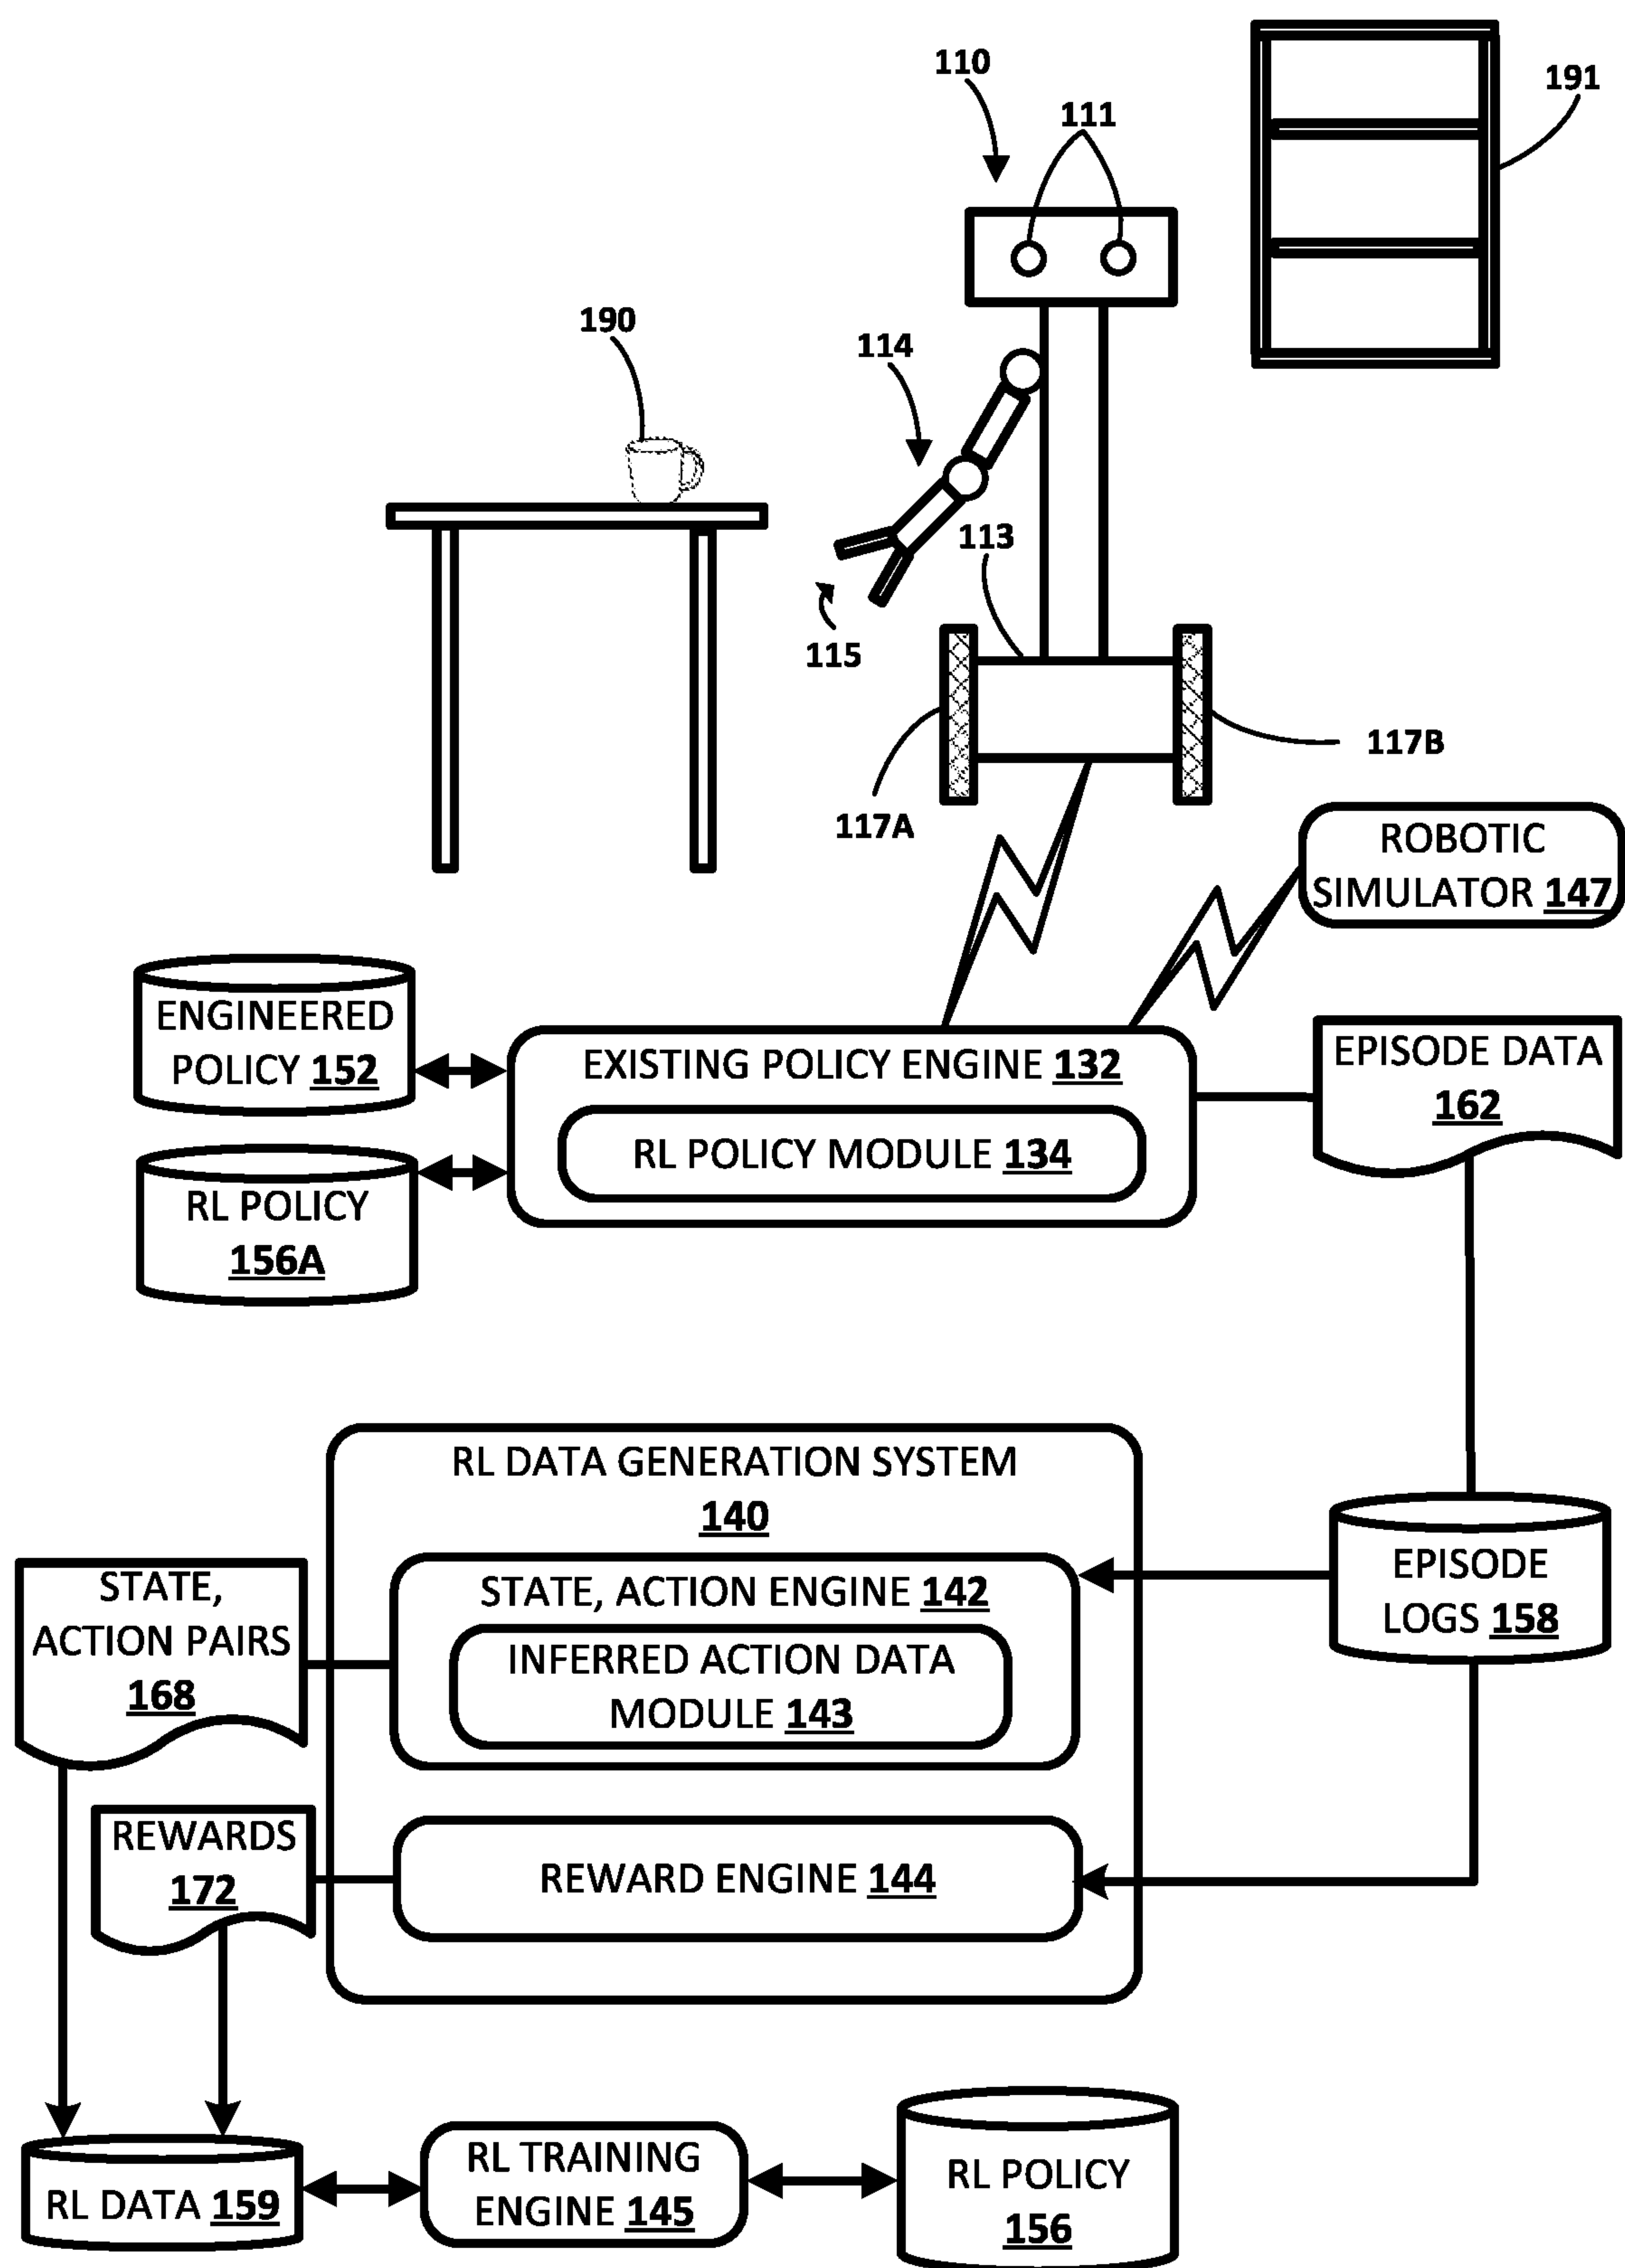 110
111
191
190
114
113
115
117A
117B
ROBOTIC
SIMULATOR 147
ENGINEERED
POLICY 152
EXISTING POLICY ENGINE 132
RL POLICY MODULE 134
EPISODE DATA
162
RL POLICY
156A
RL DATA GENERATION SYSTEM
140
STATE, ACTION ENGINE 142
INFERRED ACTION DATA
MODULE 143
EPISODE
LOGS 158
STATE,
ACTION PAIRS
168
REWARDS
172
REWARD ENGINE 144
RL DATA 159
RL TRAINING
ENGINE 145
RL POLICY
156